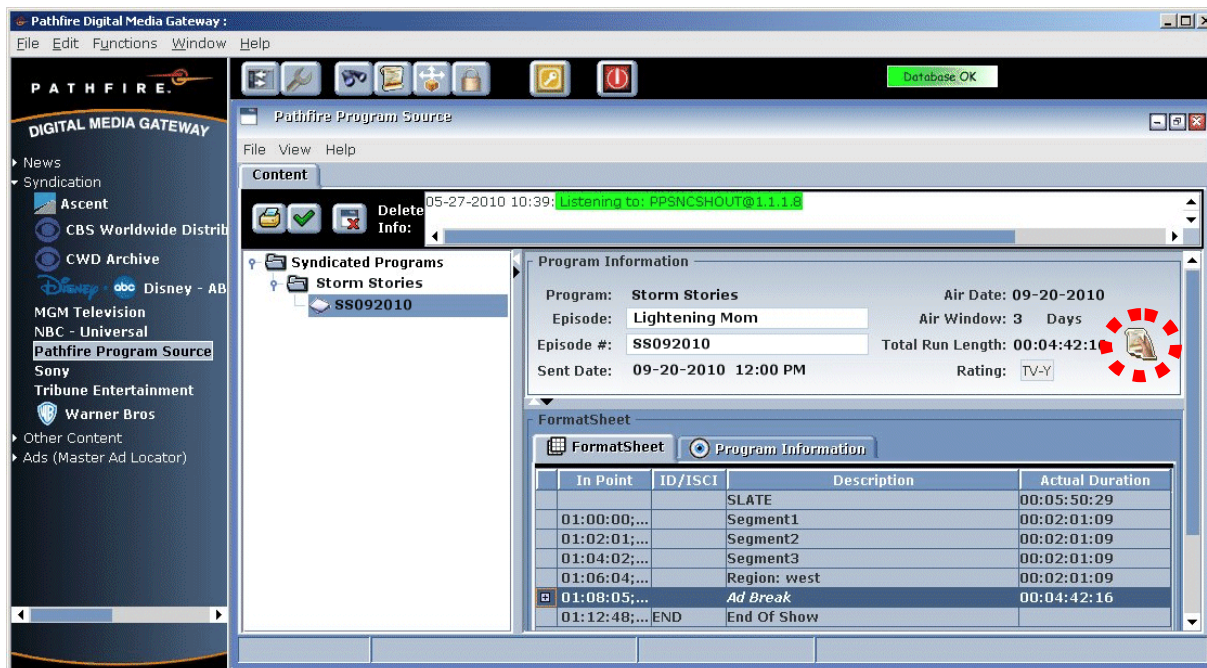 Pathfire Digital Media Gateway :
File Edit Functions Window Help
PATHFIRE.
DIGITAL MEDIA GATEWAY
News
Syndication
Ascent
CBS Worldwide Distrib
CWD Archive
Disney abc Disney - AB
MGM Television
NBC - Universal
Pathfire Program Source
Sony
Tribune Entertainment
WB Warner Bros
Other Content
Ads (Master Ad Locator)
Database OK
Pathfire Program Source
File View Help
Content
Delete Info:
05-27-2010 10:39: Listening to: PPSNCSHOUT@1.1.1.8
Syndicated Programs
Storm Stories
SS092010
Program Information
Program: Storm Stories Air Date: 09-20-2010
Episode: Lightening Mom Air Window: 3 Days
Episode #: SS092010 Total Run Length: 00:04:42:16
Sent Date: 09-20-2010 12:00 PM Rating: TV-Y
FormatSheet
FormatSheet Program Information
In Point ID/ISCI Description Actual Duration
SLATE 00:05:50:29
01:00:00;... Segment1 00:02:01:09
01:02:01;... Segment2 00:02:01:09
01:04:02;... Segment3 00:02:01:09
01:06:04;... Region: west 00:02:01:09
01:08:05;... Ad Break 00:04:42:16
01:12:48;... END End Of Show